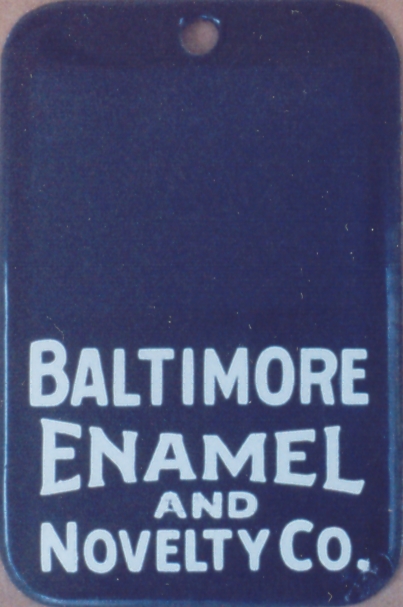 BALTIMORE
ENAMEL
AND
NOVELTY CO.